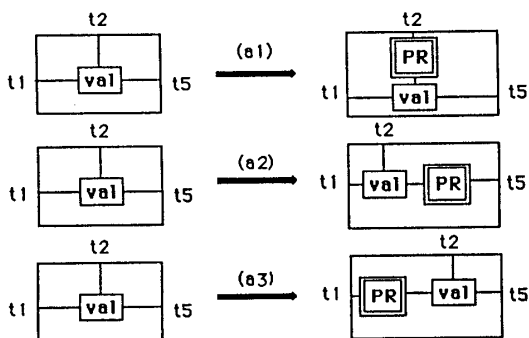 t2 t2
(a1)
PR
t1 val t5 t1 val t5
t2 t2
(a2)
t1 val t5 t1 val PR t5
t2 t2
(a3)
t1 val t5 t1 PR val t5